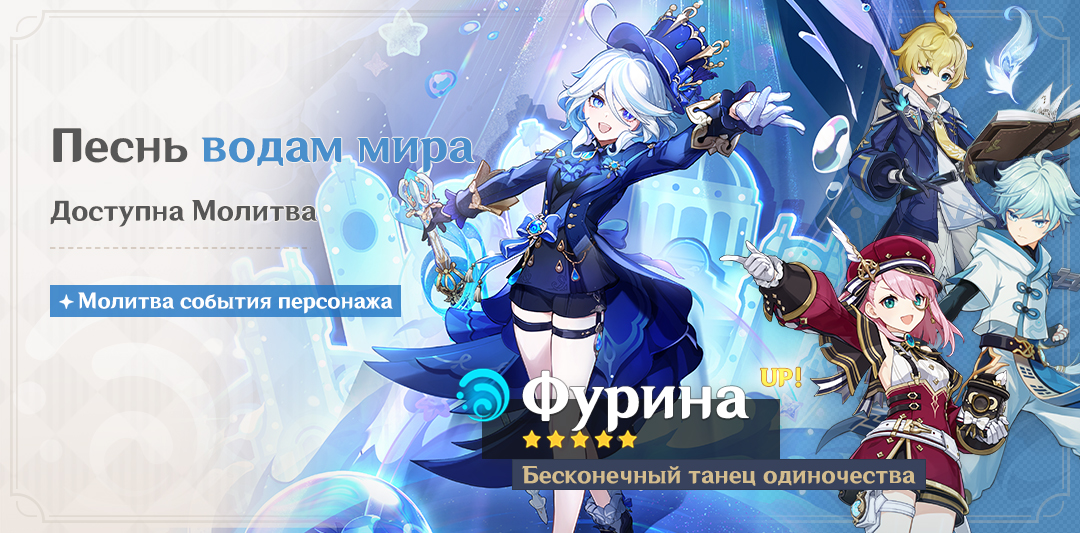 Песнь водам мира
Доступна Молитва
Молитва события персонажа
UP!
Фурина
Бесконечный танец одиночества